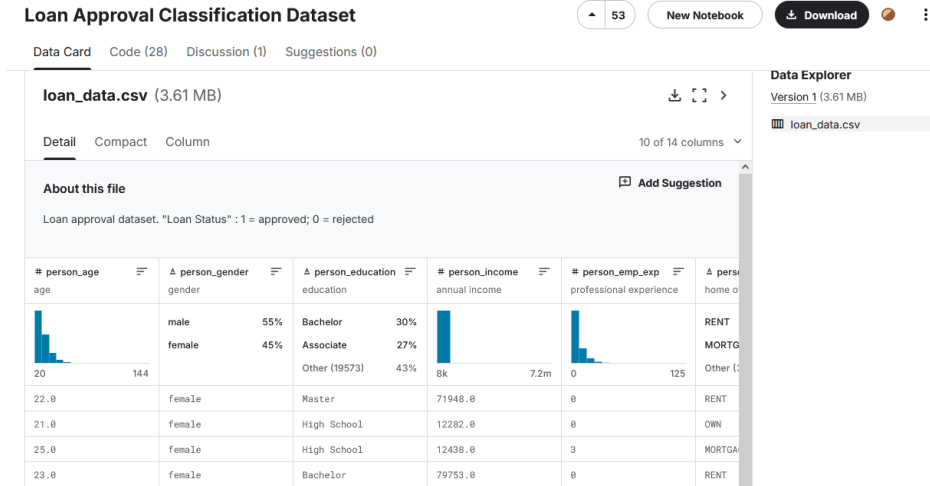 Loan Approval Classification Dataset
53
New Notebook
Download
Data Card Code (28) Discussion (1) Suggestions (0)
loan_data.csv (3.61 MB)
Data Explorer
Version 1 (3.61 MB)
loan_data.csv
Detail Compact Column
10 of 14 columns
About this file
Add Suggestion
Loan approval dataset. "Loan Status" : 1 = approved; 0 = rejected
# person_age person_gender person_education # person_income # person_emp_exp
age gender education annual income professional experience
male 55% Bachelor 30% RENT
female 45% Associate 27%
Other (19573) 43% Other
20 144 8k 7.2m 0 125
22.0 female Master 71948.0 0 RENT
21.0 female High School 12282.0 0 OWN
25.0 female High School 12438.0 3
23.0 female Bachelor 79753.0 0 RENT